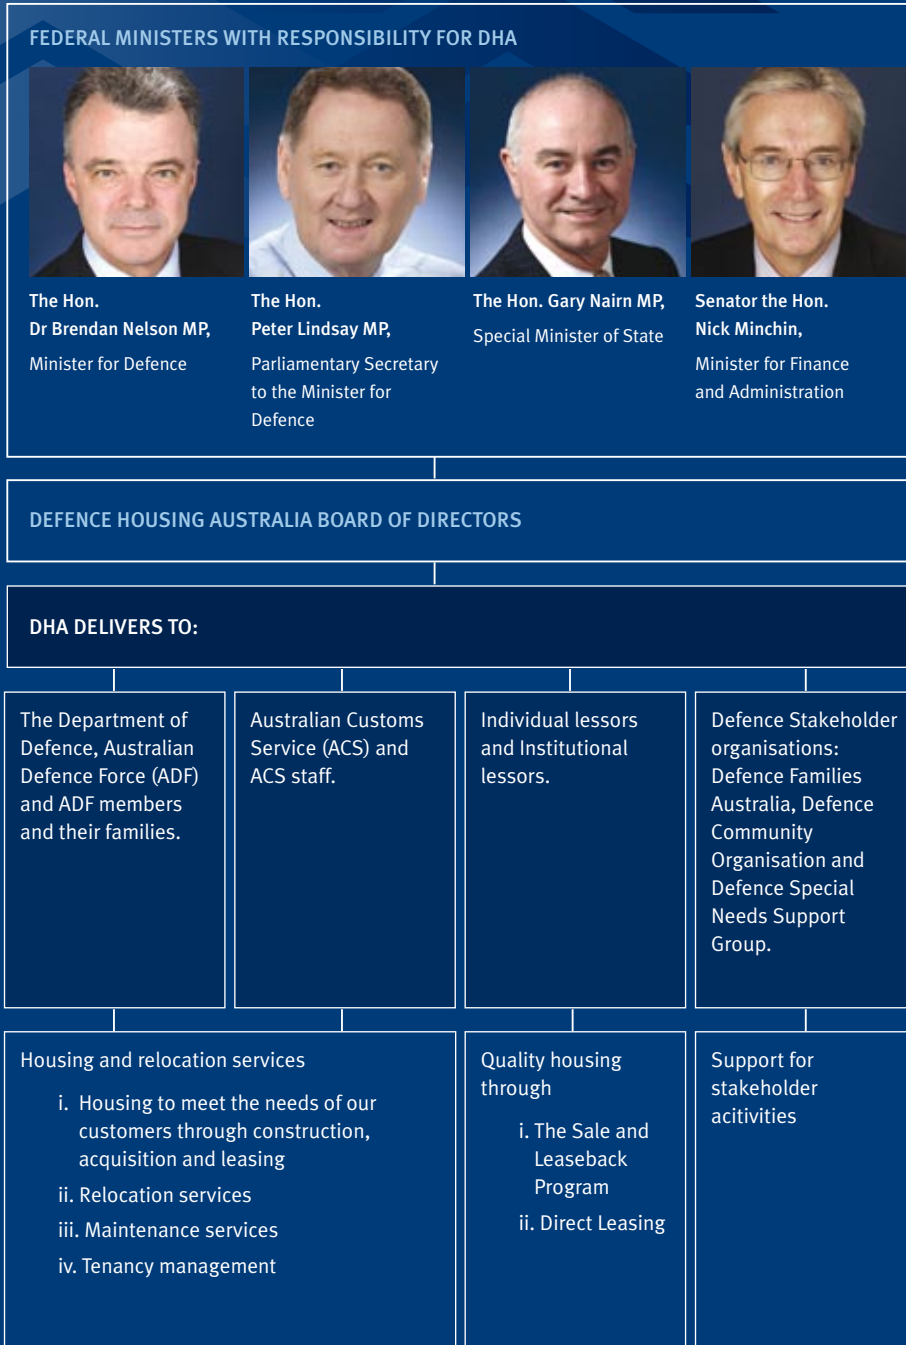 FEDERAL MINISTERS WITH RESPONSIBILITY FOR DHA
The Hon.
Dr Brendan Nelson MP,
Minister for Defence
The Hon.
Peter Lindsay MP,
Parliamentary Secretary
to the Minister for
Defence
The Hon. Gary Nairn MP,
Special Minister of State
Senator the Hon.
Nick Minchin,
Minister for Finance
and Administration
DEFENCE HOUSING AUSTRALIA BOARD OF DIRECTORS
DHA DELIVERS TO:
The Department of
Defence, Australian
Defence Force (ADF)
and ADF members
and their families.
Australian Customs
Service (ACS) and
ACS staff.
Individual lessors
and Institutional
lessors.
Defence Stakeholder
organisations:
Defence Families
Australia, Defence
Community
Organisation and
Defence Special
Needs Support
Group.
Housing and relocation services
i. Housing to meet the needs of our
customers through construction,
acquisition and leasing
ii. Relocation services
iii. Maintenance services
iv. Tenancy management
Quality housing
through
i. The Sale and
Leaseback
Program
ii. Direct Leasing
Support for
stakeholder
acitivities